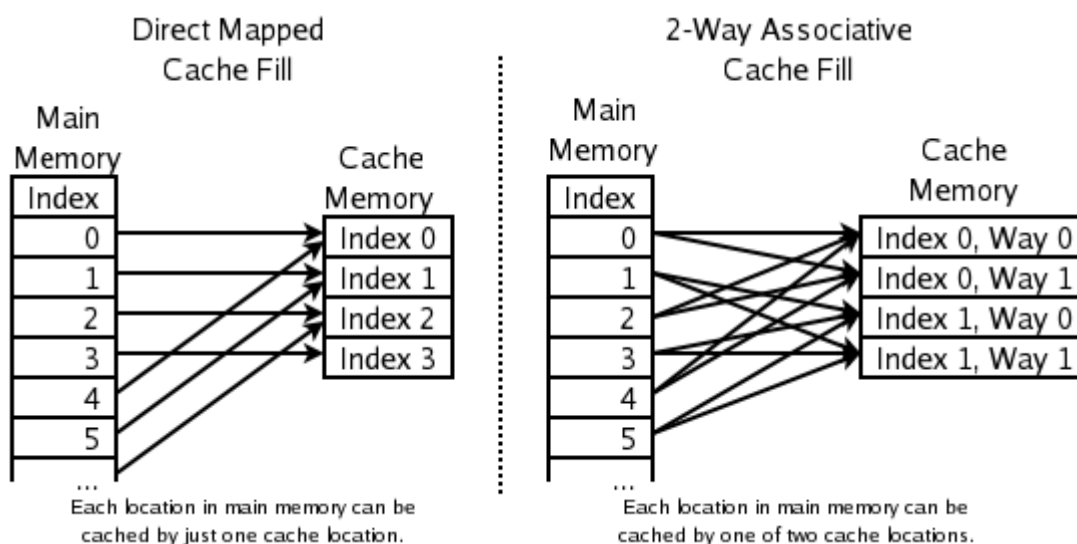 Direct Mapped
Cache Fill
Main
Memory
Index
0
1
2
3
4
5
...
Cache
Memory
Index 0
Index 1
Index 2
Index 3
Each location in main memory can be
cached by just one cache location.
2-Way Associative
Cache Fill
Main
Memory
Index
0
1
2
3
4
5
...
Cache
Memory
Index 0, Way 0
Index 0, Way 1
Index 1, Way 0
Index 1, Way 1
Each location in main memory can be
cached by one of two cache locations.